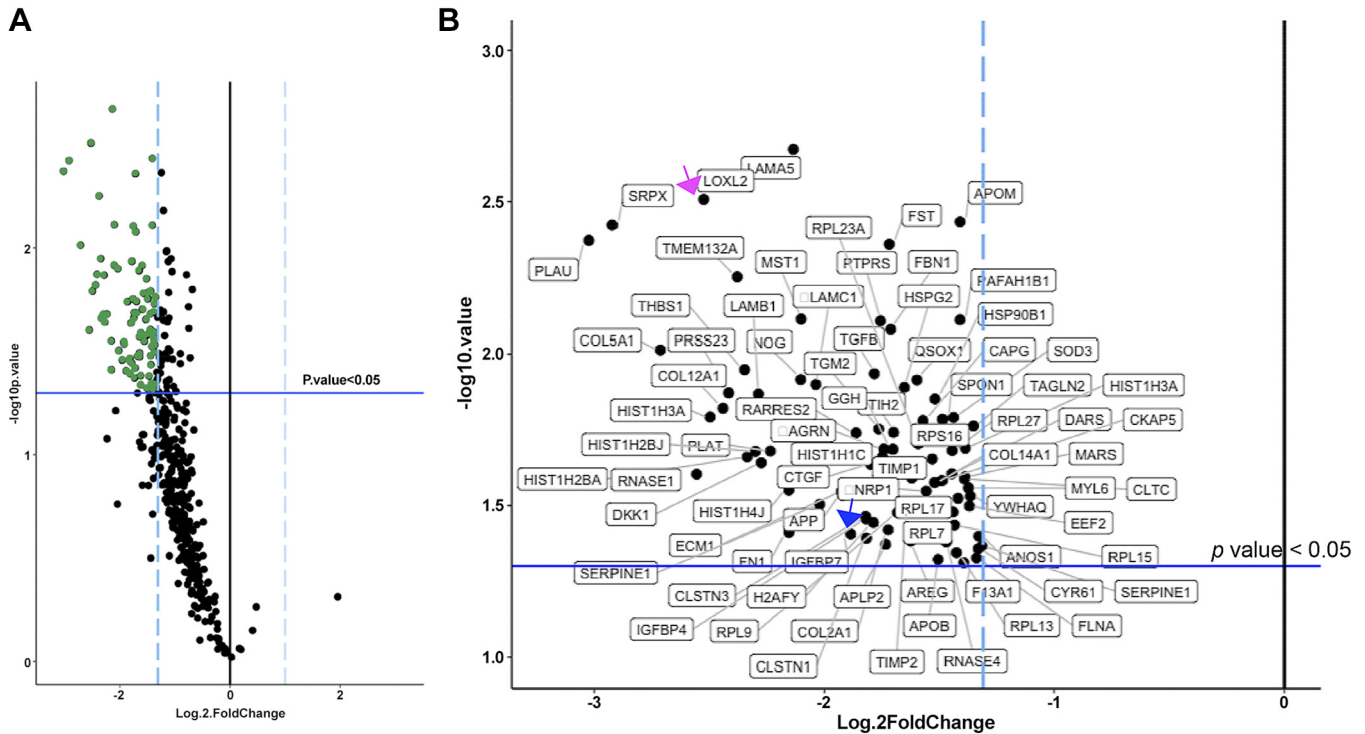 A
B
-log10p.value
2
1
0
P.value<0.05
-2
0
2
Log.2.FoldChange
-log10.value
3.0
2.5
2.0
1.5
1.0
LAMA5
LOXL2
SRPX
APOM
FST
RPL23A
TMEM132A
MST1
PTPRS
FBN1
PLAU
PAFAH1B1
LAMC1
HSPG2
THBS1
LAMB1
HSP90B1
COL5A1
PRSS23
NOG
TGFB
QSOX1
CAPG
SOD3
TGM2
COL12A1
SPON1
TAGLN2
HIST1H3A
GGH
ITIH2
HIST1H3A
RARRES2
RPL27
DARS
CKAP5
AGRN
RPS16
HIST1H2BJ
PLAT
HIST1H1C
COL14A1
MARS
TIMP1
HIST1H2BA
RNASE1
CTGF
NRP1
MYL6
CLTC
DKK1
HIST1H4J
RPL17
YWHAQ
APP
EEF2
RPL7
ECM1
FN1
IGFBP7
ANOS1
RPL15
p value < 0.05
SERPINE1
CLSTN3
H2AFY
APLP2
AREG
F13A1
CYR61
SERPINE1
IGFBP4
RPL9
COL2A1
APOB
RPL13
FLNA
CLSTN1
TIMP2
RNASE4
-3
-2
-1
0
Log.2FoldChange